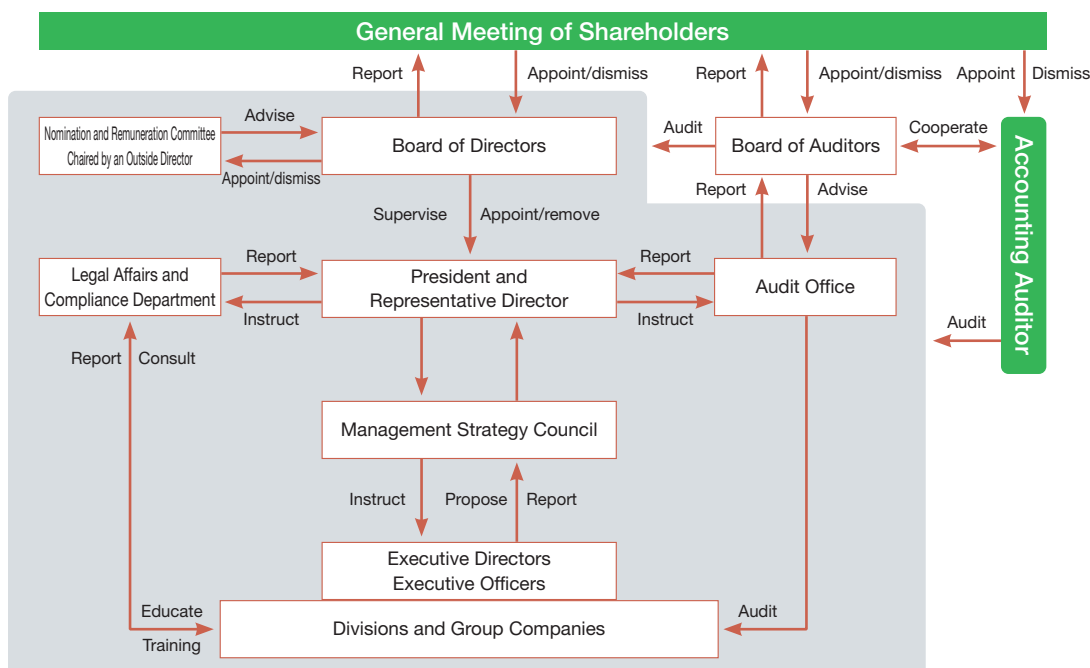 General Meeting of Shareholders
Report
Appoint/dismiss
Report
Appoint/dismiss
Appoint
Dismiss
Nomination and Remuneration Committee
Chaired by an Outside Director
Advise
Appoint/dismiss
Board of Directors
Audit
Board of Auditors
Cooperate
Accounting Auditor
Supervise
Appoint/remove
Report
Advise
Legal Affairs and
Compliance Department
Report
Instruct
President and
Representative Director
Report
Instruct
Audit Office
Audit
Report
Consult
Management Strategy Council
Instruct
Propose
Report
Executive Directors
Executive Officers
Educate
Training
Divisions and Group Companies
Audit